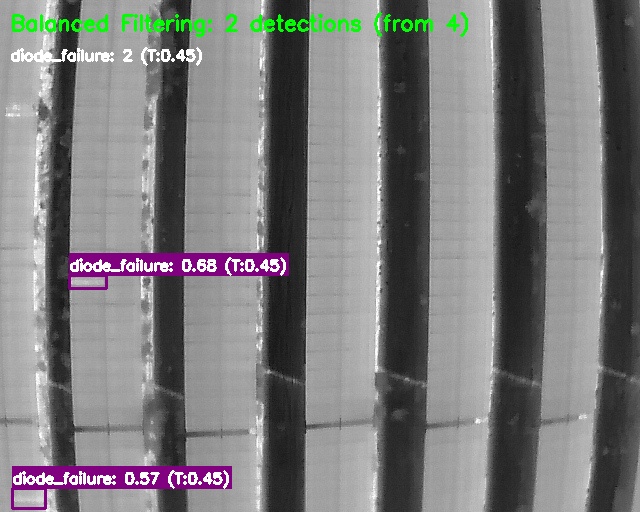 Balanced Filtering: 2 detections (from 4)
diode_failure: 2 (T:0.45)
diode_failure: 0.68 (T:0.45)
diode_failure: 0.57 (T:0.45)